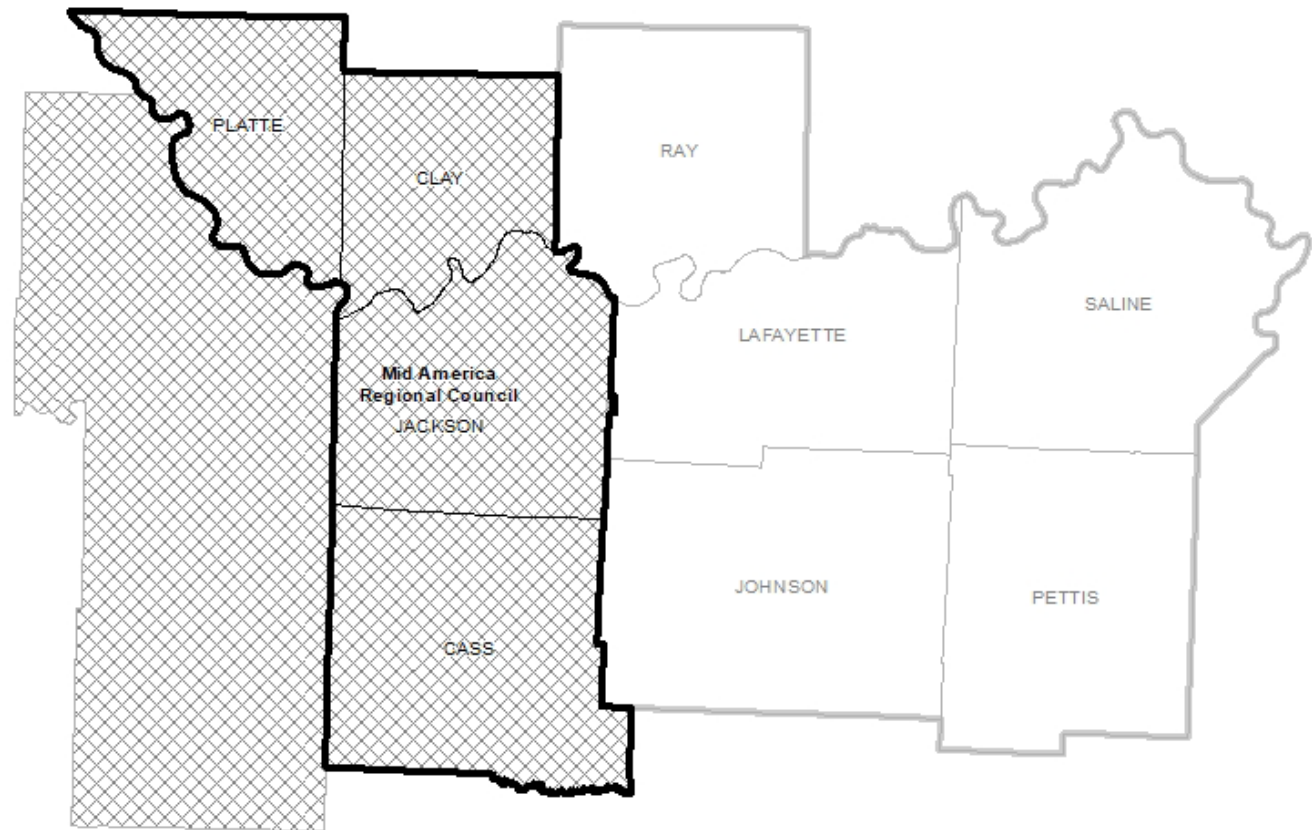 PLATTE
CLAY
RAY
SALINE
LAFAYETTE
Mid America
Regional Council
JACKSON
JOHNSON
PETTIS
CASS